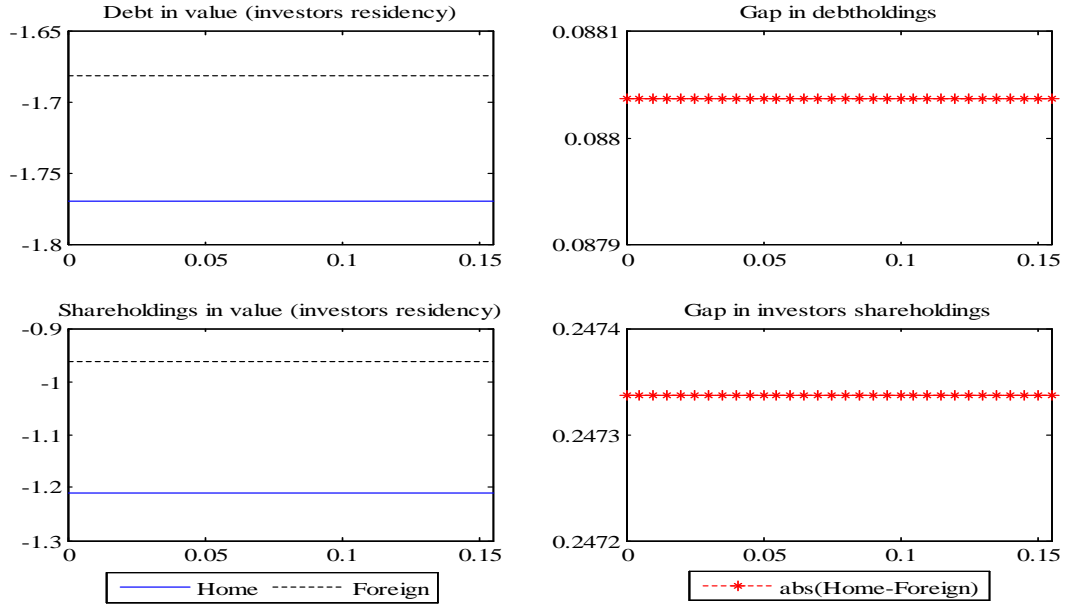 Debt in value (investors residency)
-1.65
-1.7
-1.75
-1.8
0 0.05 0.1 0.15
Gap in debtholdings
0.0881
0.088
0.0879
0 0.05 0.1 0.15
Shareholdings in value (investors residency)
-0.9
-1
-1.1
-1.2
-1.3
0 0.05 0.1 0.15
Home Foreign
Gap in investors shareholdings
0.2474
0.2473
0.2472
0 0.05 0.1 0.15
abs(Home-Foreign)